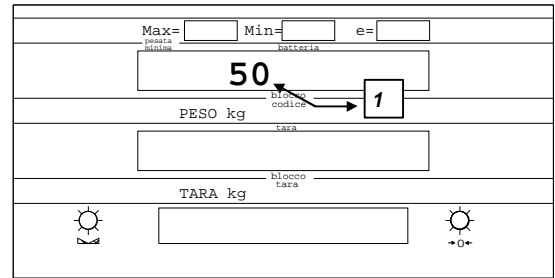 Max= Min= e=
pesata
minima
batteria
50
1
blocco
codice
PESO kg
tara
blocco
tara
TARA kg
→0←